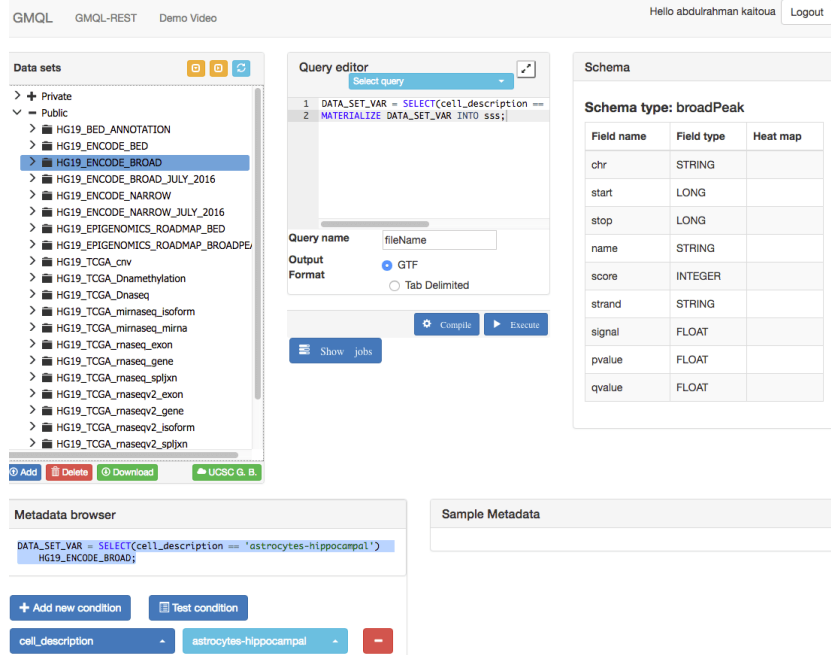 GMQL GMQL-REST Demo Video Hello abdulrahman kaitoua Logout
Data sets
Private
Public
HG19_BED_ANNOTATION
HG19_ENCODE_BED
HG19_ENCODE_BROAD
HG19_ENCODE_BROAD_JULY_2016
HG19_ENCODE_NARROW
HG19_ENCODE_NARROW_JULY_2016
HG19_EPIGENOMICS_ROADMAP_BED
HG19_EPIGENOMICS_ROADMAP_BROADPEA
HG19_TCGA_cnv
HG19_TCGA_Dnamethylation
HG19_TCGA_Dnaseq
HG19_TCGA_mirnaseq_isoform
HG19_TCGA_mirnaseq_mirna
HG19_TCGA_rnaseq_exon
HG19_TCGA_rnaseq_gene
HG19_TCGA_rnaseq_spljxn
HG19_TCGA_rnaseqv2_exon
HG19_TCGA_rnaseqv2_gene
HG19_TCGA_rnaseqv2_isoform
HG19_TCGA_rnaseqv2_spljxn
Add Delete Download UCSC G. B.
Query editor
Select query
1 DATA_SET_VAR = SELECT(cell_description ==
2 MATERIALIZE DATA_SET_VAR INTO sss;
Query name fileName
Output Format
GTF
Tab Delimited
Compile Execute
Show jobs
Schema
Schema type: broadPeak
Field name Field type Heat map
chr STRING
start LONG
stop LONG
name STRING
score INTEGER
strand STRING
signal FLOAT
pvalue FLOAT
qvalue FLOAT
Metadata browser
DATA_SET_VAR = SELECT(cell_description == 'astrocytes-hippocampal')
HG19_ENCODE_BROAD;
Add new condition Test condition
cell_description astrocytes-hippocampal
Sample Metadata